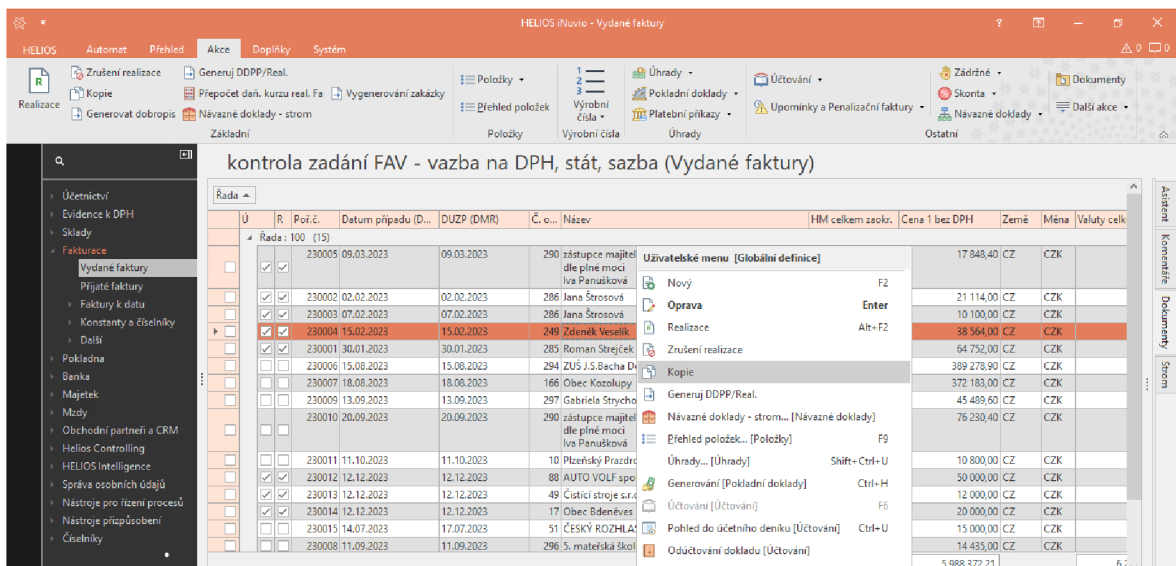 HELIOS iNuvio - Vydané faktury
HELIOS Automat Přehled Akce Doplňky Systém 0 0
Realizace
Zrušení realizace
Kopie
Generovat dobropis
Generuj DDPP/Real.
Přepočet daň. kurzu real. Fa
Vygenerování zakázky
Návazné doklady - strom
Základní
Položky
Přehled položek
Položky
Výrobní čísla
Výrobní čísla
Úhrady
Pokladní doklady
Platební příkazy
Úhrady
Účtování
Upomínky a Penalizační faktury
Zádržné
Skonta
Návazné doklady
Ostatní
Dokumenty
Další akce
Účetnictví
Evidence k DPH
Sklady
Fakturace
Vydané faktury
Přijaté faktury
Faktury k datu
Konstanty a číselníky
Další
Pokladna
Banka
Majetek
Mzdy
Obchodní partneři a CRM
Helios Controlling
HELIOS Intelligence
Správa osobních údajů
Nástroje pro řízení procesů
Nástroje přizpůsobení
Číselníky
kontrola zadání FAV - vazba na DPH, stát, sazba (Vydané faktury)
Řada
Ú R Poř.č. Datum případu (D... DUZP (DMR) Č. o... Název HM celkem zaokr. Cena 1 bez DPH Země Měna Valuty celk
Řada : 100 (15)
230005 09.03.2023 09.03.2023 290 zástupce majitel 17 848,40 CZ CZK
dle plné moci
Iva Panušková
230002 02.02.2023 02.02.2023 286 Jana Štrosová 21 114,00 CZ CZK
230003 07.02.2023 07.02.2023 286 Jana Štrosová 10 100,00 CZ CZK
230004 15.02.2023 15.02.2023 249 Zdeněk Veselík 38 564,00 CZ CZK
230001 30.01.2023 30.01.2023 285 Roman Strejček 64 752,00 CZ CZK
230006 15.08.2023 15.08.2023 294 ZUŠ J.S.Bacha D 389 278,90 CZ CZK
230007 18.08.2023 18.08.2023 166 Obec Kozolupy 372 183,00 CZ CZK
230009 13.09.2023 13.09.2023 297 Gabriela Strycho 45 489,60 CZ CZK
230010 20.09.2023 20.09.2023 290 zástupce majitel 76 230,40 CZ CZK
dle plné moci
Iva Panušková
230011 11.10.2023 11.10.2023 10 Plzeňský Prazdro 10 800,00 CZ CZK
230012 12.12.2023 12.12.2023 88 AUTO VOLF spo 50 000,00 CZ CZK
230013 12.12.2023 12.12.2023 49 Čistící stroje s.r.o 12 000,00 CZ CZK
230014 12.12.2023 12.12.2023 17 Obec Bdeněves 20 000,00 CZ CZK
230015 14.07.2023 17.07.2023 51 ČESKÝ ROZHLA 15 000,00 CZ CZK
230008 11.09.2023 11.09.2023 296 5. mateřská škol 14 435,00 CZ CZK
5 988 372,21
Uživatelské menu [Globální definice]
Nový F2
Oprava Enter
Realizace Alt+F2
Zrušení realizace
Kopie
Generuj DDPP/Real.
Návazné doklady - strom... [Návazné doklady]
Přehled položek... [Položky] F9
Úhrady... [Úhrady] Shift+Ctrl+U
Generování [Pokladní doklady] Ctrl+H
Účtování [Účtování] F6
Pohled do účetního deníku [Účtování] Ctrl+U
Odúčtování dokladu [Účtování]
Asistent
Komentáře
Dokumenty
Strom